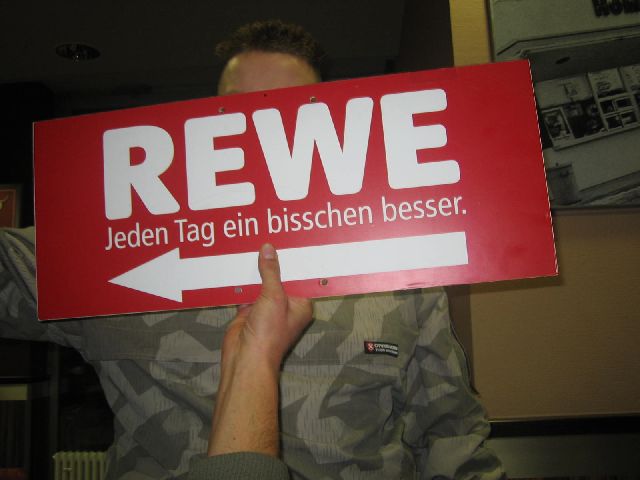 REWE
Jeden Tag ein bisschen besser.